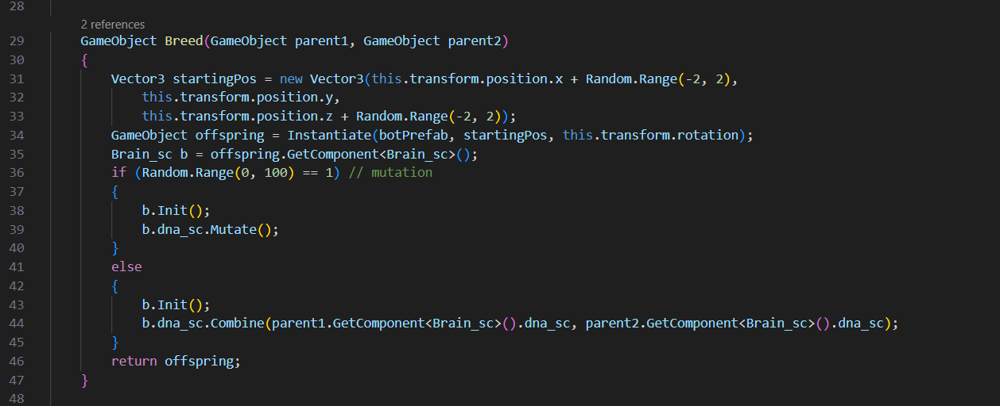 28
2 references
29 GameObject Breed(GameObject parent1, GameObject parent2)
30 {
31 Vector3 startingPos = new Vector3(this.transform.position.x + Random.Range(-2, 2),
32 this.transform.position.y,
33 this.transform.position.z + Random.Range(-2, 2));
34 GameObject offspring = Instantiate(botPrefab, startingPos, this.transform.rotation);
35 Brain_sc b = offspring.GetComponent<Brain_sc>();
36 if (Random.Range(0, 100) == 1) // mutation
37 {
38 b.Init();
39 b.dna_sc.Mutate();
40 }
41 else
42 {
43 b.Init();
44 b.dna_sc.Combine(parent1.GetComponent<Brain_sc>().dna_sc, parent2.GetComponent<Brain_sc>().dna_sc);
45 }
46 return offspring;
47 }
48